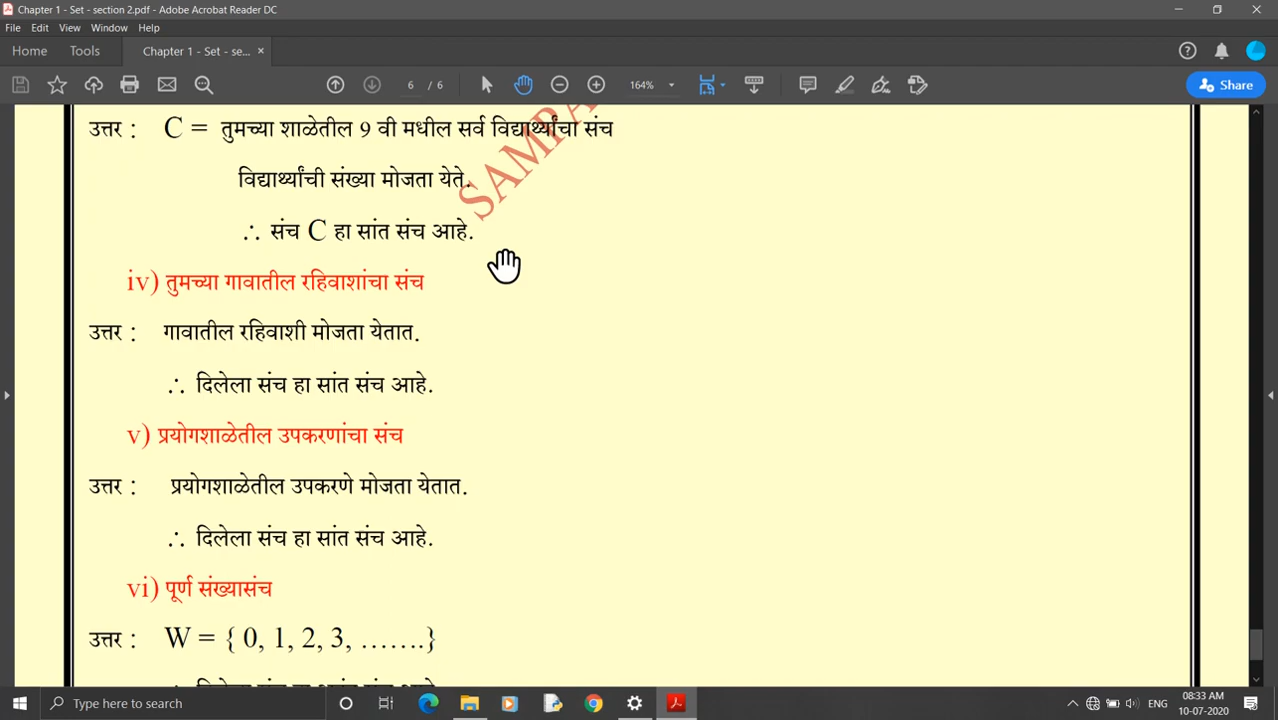 Chapter 1 - Set - section 2.pdf - Adobe Acrobat Reader DC
File Edit View Window Help
Home Tools Chapter 1 - Set - se...
6 / 6 164% Share
उत्तर : C = तुमच्या शाळेतील 9 वी मधील सर्व विद्यार्थ्यांचा संच
विद्यार्थ्यांची संख्या मोजता येते.
∴ संच C हा सांत संच आहे.
iv) तुमच्या गावातील रहिवाशांचा संच
उत्तर : गावातील रहिवाशी मोजता येतात.
∴ दिलेला संच हा सांत संच आहे.
v) प्रयोगशाळेतील उपकरणांचा संच
उत्तर : प्रयोगशाळेतील उपकरणे मोजता येतात.
∴ दिलेला संच हा सांत संच आहे.
vi) पूर्ण संख्यासंच
उत्तर : W = { 0, 1, 2, 3, …….}
Type here to search
ENG 08:33 AM
10-07-2020